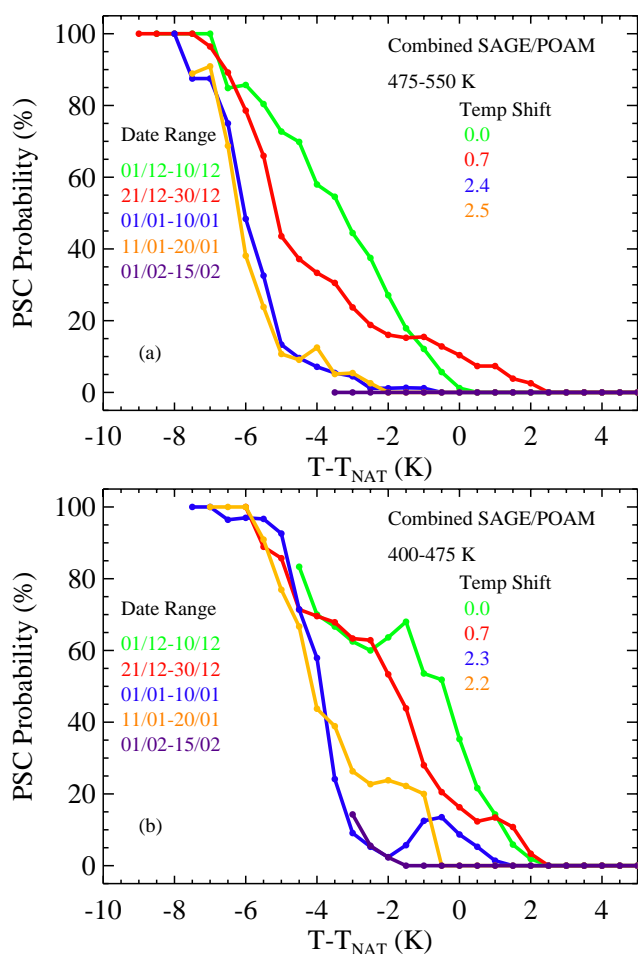 100
80
60
40
20
0
PSC Probability (%)
Combined SAGE/POAM
475-550 K
Temp Shift
0.0
0.7
2.4
2.5
Date Range
01/12-10/12
21/12-30/12
01/01-10/01
11/01-20/01
01/02-15/02
(a)
-10 -8 -6 -4 -2 0 2 4
T-T_NAT (K)
100
80
60
40
20
0
PSC Probability (%)
Combined SAGE/POAM
400-475 K
Temp Shift
0.0
0.7
2.3
2.2
Date Range
01/12-10/12
21/12-30/12
01/01-10/01
11/01-20/01
01/02-15/02
(b)
-10 -8 -6 -4 -2 0 2 4
T-T_NAT (K)